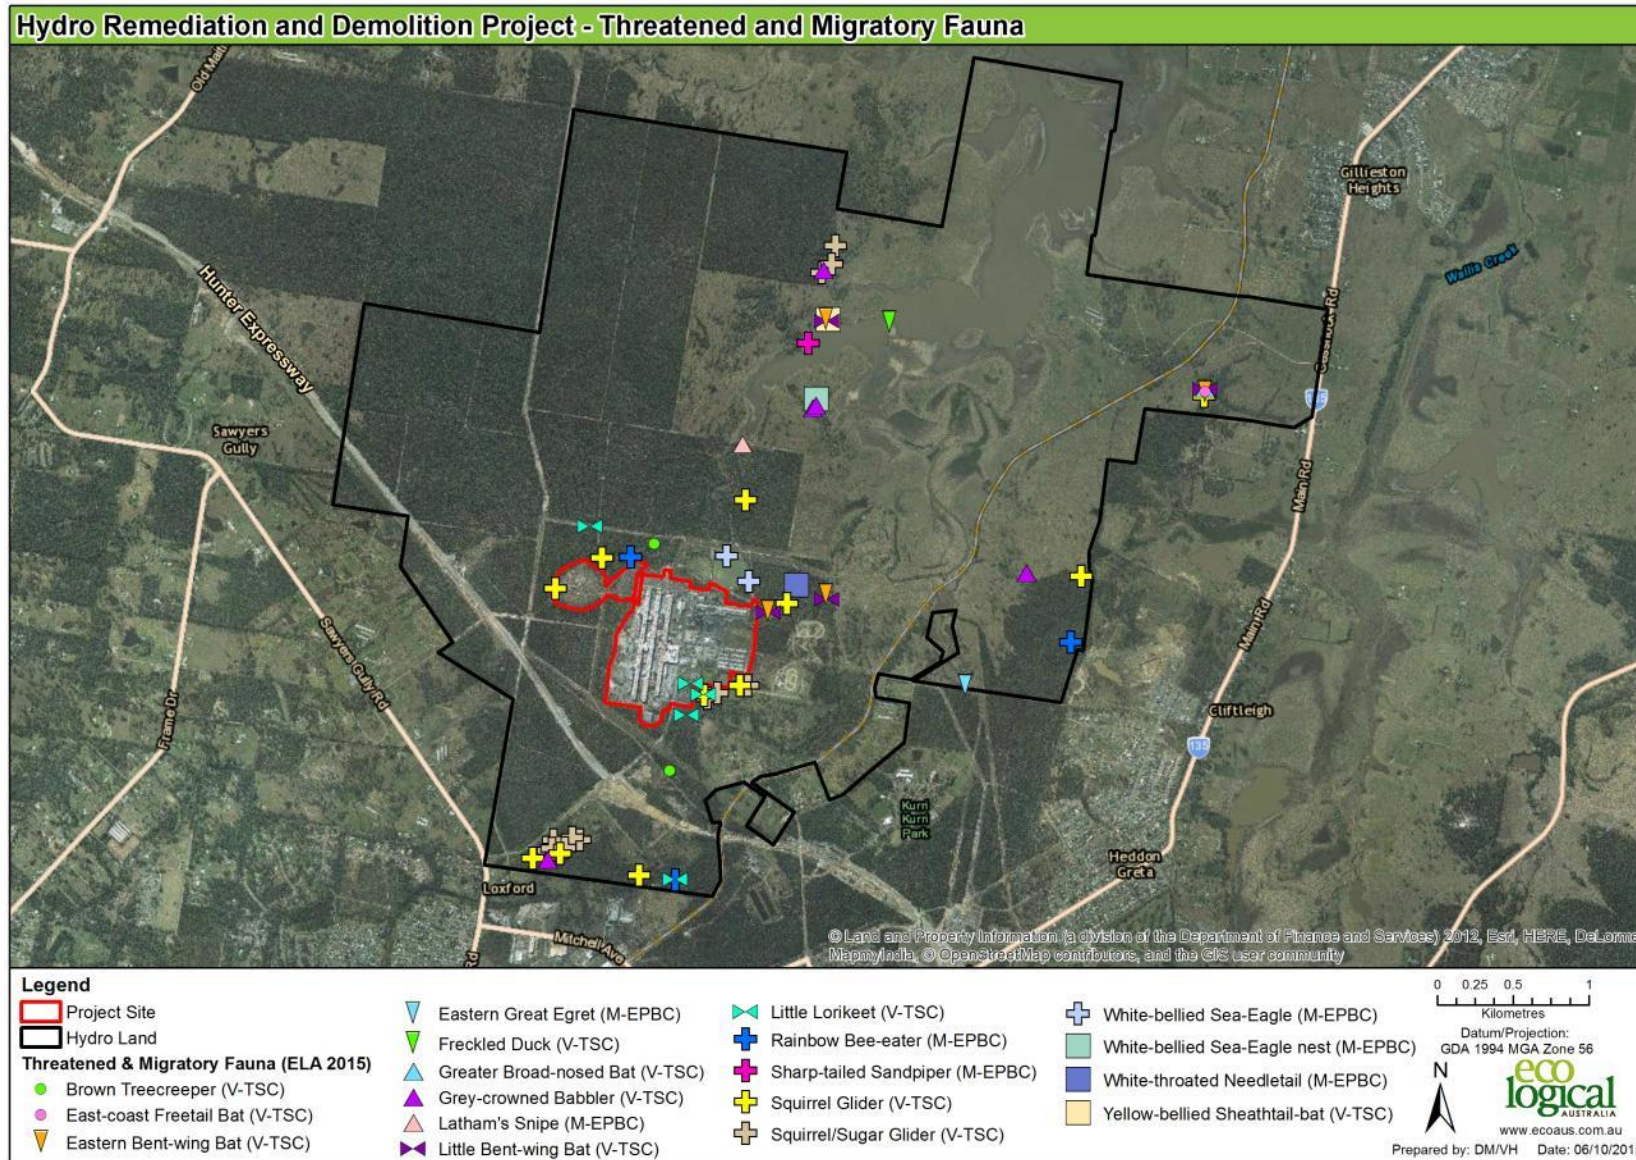 Hydro Remediation and Demolition Project - Threatened and Migratory Fauna
Gillieston
Heights
Wallis Creek
Hunter Expressway
Sawyers
Gully
Main Rd
Sawyers Gully Rd
Main Rd
Frame Dr
Cliftleigh
135
Kurri
Kurri
Park
Heddon
Greta
Loxford
Mitchell Ave
Rd
© Land and Property Information (a division of the Department of Finance and Services) 2012, Esri, HERE, DeLorme
MapmyIndia, © OpenStreetMap contributors, and the GIS user community
Legend
Project Site
Hydro Land
Threatened & Migratory Fauna (ELA 2015)
Brown Treecreeper (V-TSC)
East-coast Freetail Bat (V-TSC)
Eastern Bent-wing Bat (V-TSC)
Eastern Great Egret (M-EPBC)
Freckled Duck (V-TSC)
Greater Broad-nosed Bat (V-TSC)
Grey-crowned Babbler (V-TSC)
Latham's Snipe (M-EPBC)
Little Bent-wing Bat (V-TSC)
Little Lorikeet (V-TSC)
Rainbow Bee-eater (M-EPBC)
Sharp-tailed Sandpiper (M-EPBC)
Squirrel Glider (V-TSC)
Squirrel/Sugar Glider (V-TSC)
White-bellied Sea-Eagle (M-EPBC)
White-bellied Sea-Eagle nest (M-EPBC)
White-throated Needletail (M-EPBC)
Yellow-bellied Sheathtail-bat (V-TSC)
0 0.25 0.5 1
Kilometres
Datum/Projection:
GDA 1994 MGA Zone 56
N
eco
logical
AUSTRALIA
www.ecoaus.com.au
Prepared by: DM/VH Date: 06/10/201